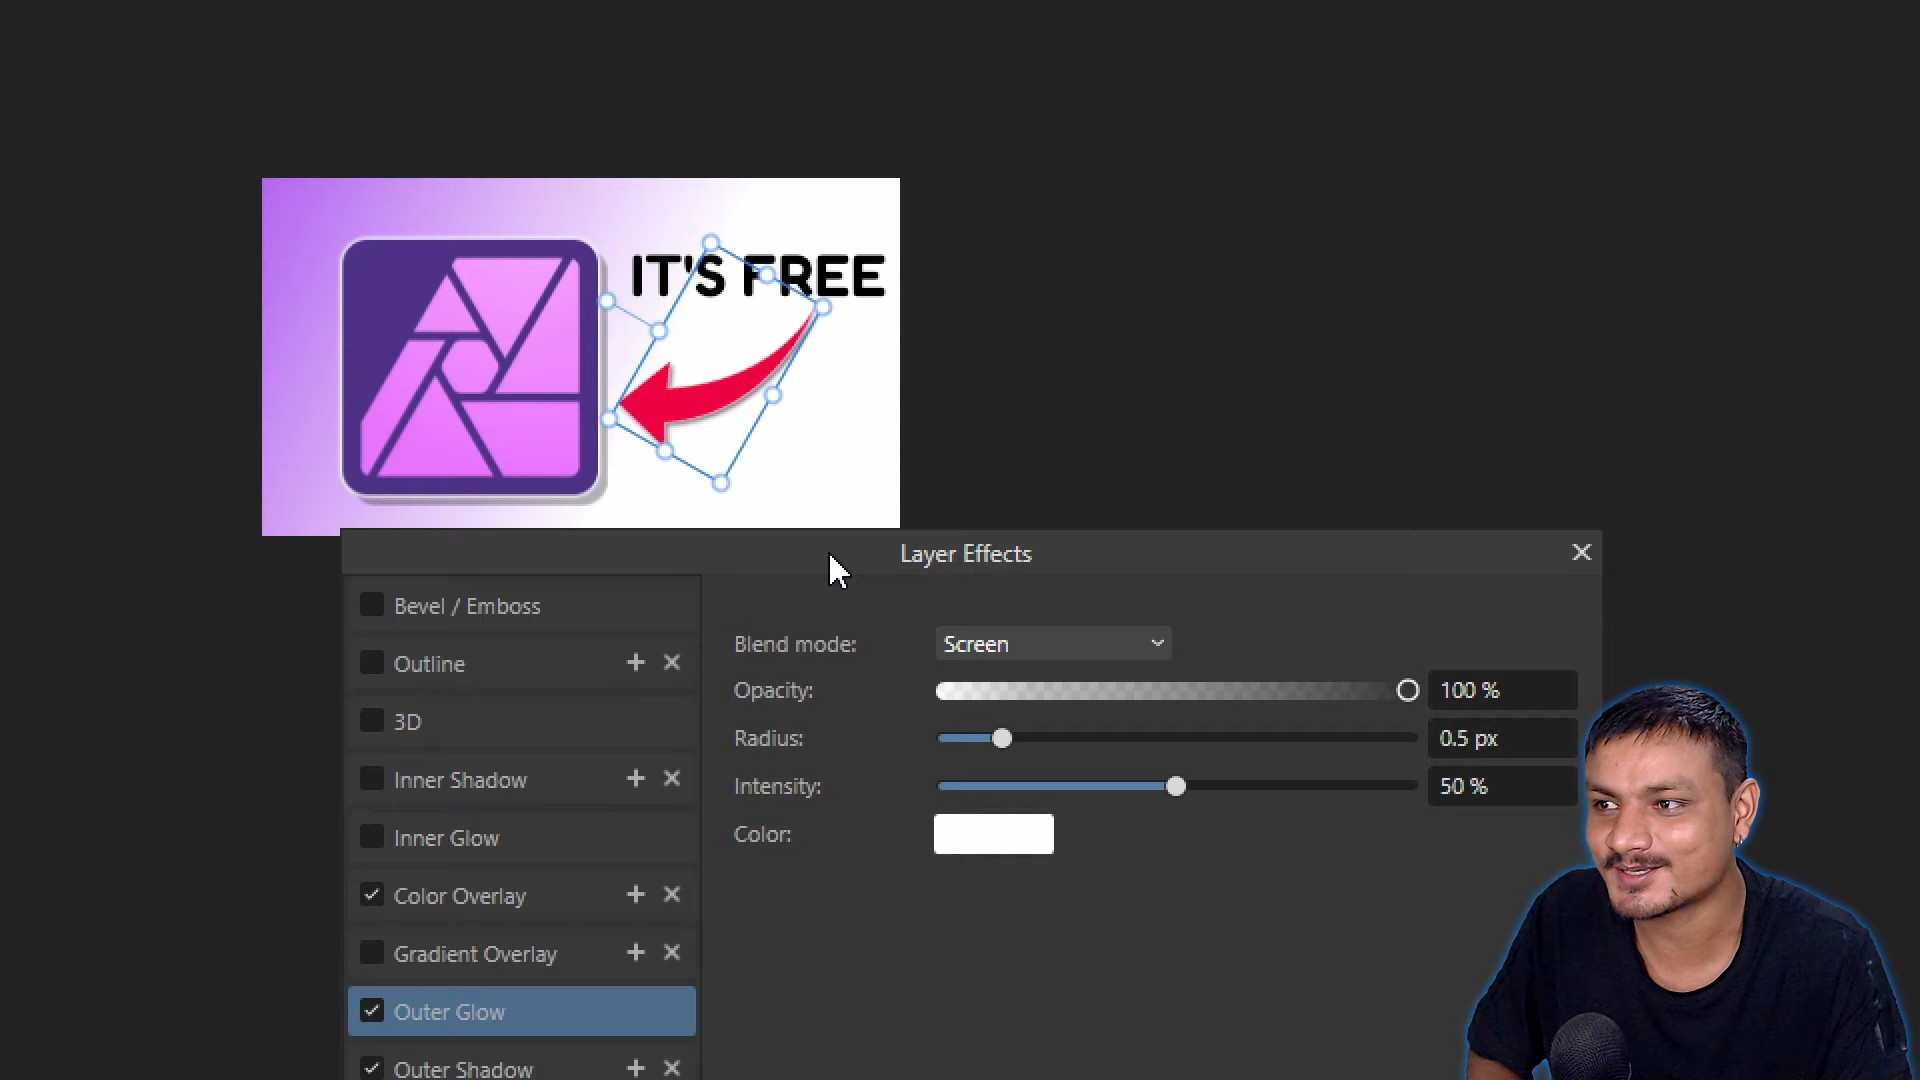 IT'S FREE
Layer Effects
Bevel / Emboss
Outline
3D
Inner Shadow
Inner Glow
Color Overlay
Gradient Overlay
Outer Glow
Outer Shadow
Blend mode: Screen
Opacity: 100 %
Radius: 0.5 px
Intensity: 50 %
Color: